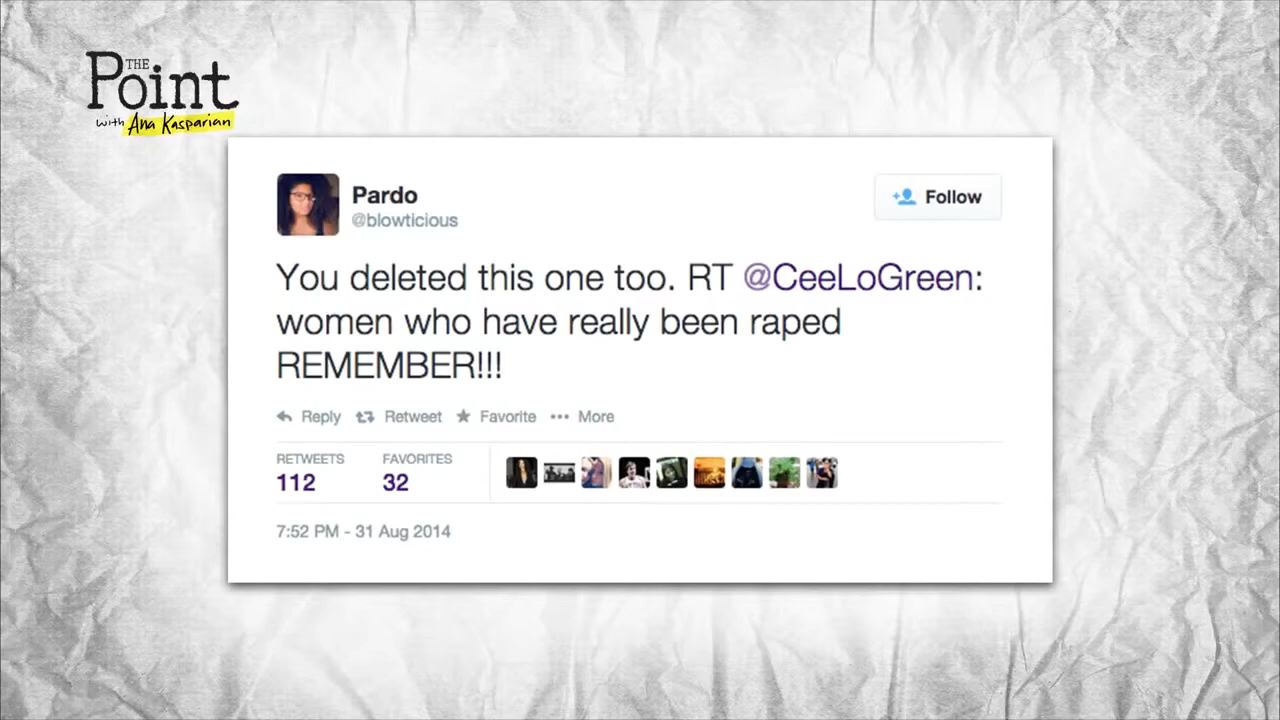 THE
Point
with Ana Kasparian
Pardo
@blowticious
Follow
You deleted this one too. RT @CeeLoGreen:
women who have really been raped
REMEMBER!!!
Reply Retweet Favorite More
RETWEETS FAVORITES
112 32
7:52 PM - 31 Aug 2014